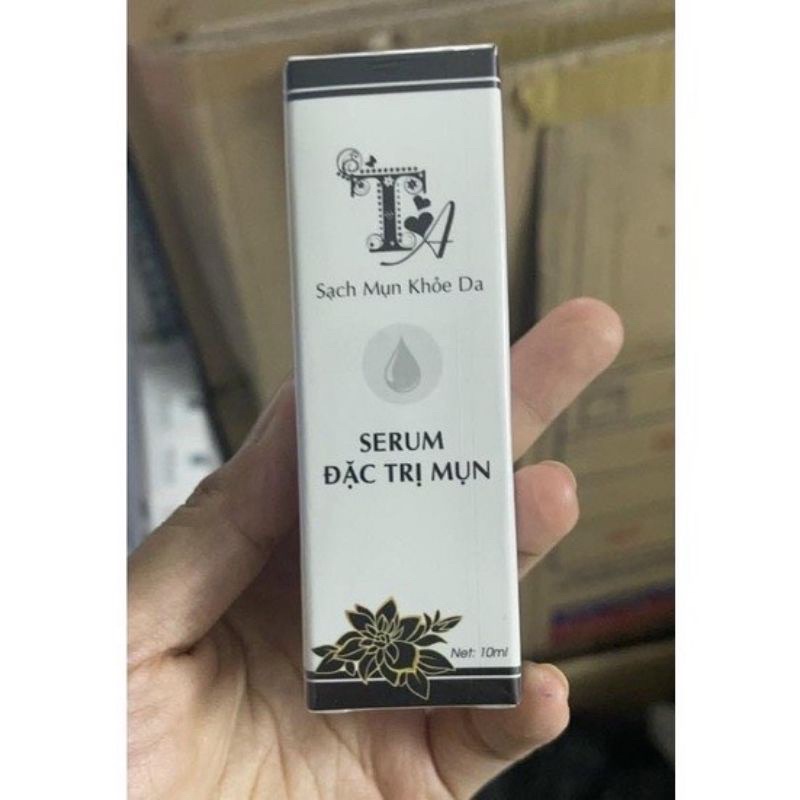 TA
Sạch Mụn Khỏe Da
SERUM
ĐẶC TRỊ MỤN
Net: 10ml